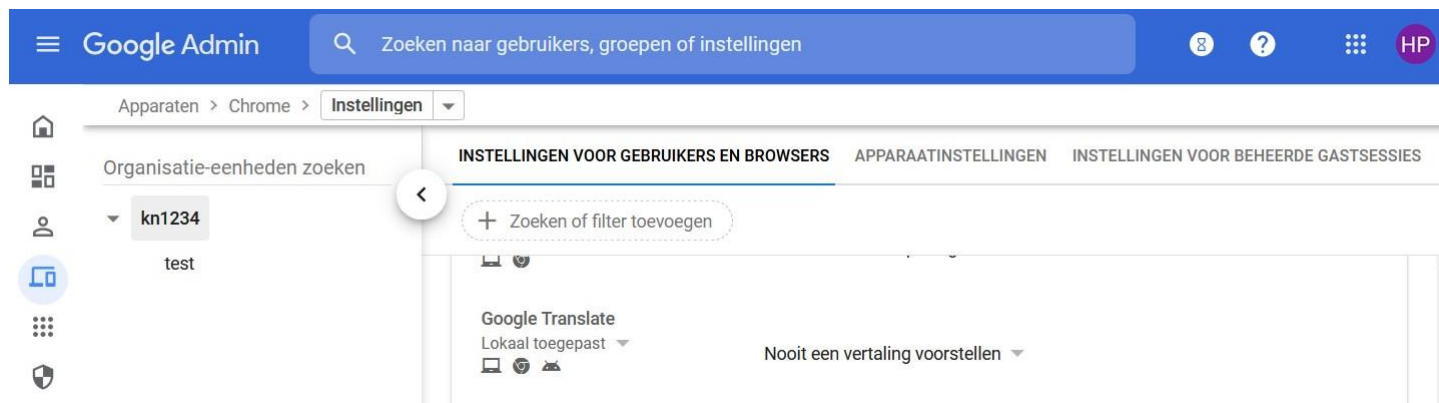 Google Admin
Zoeken naar gebruikers, groepen of instellingen
HP
Apparaten > Chrome > Instellingen
Organisatie-eenheden zoeken
kn1234
test
INSTELLINGEN VOOR GEBRUIKERS EN BROWSERS
APPARAATINSTELLINGEN
INSTELLINGEN VOOR BEHEERDE GASTSESSIES
Zoeken of filter toevoegen
Google Translate
Lokaal toegepast
Nooit een vertaling voorstellen